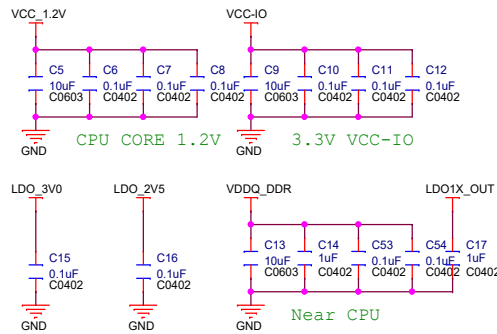 VCC_1.2V
VCC-IO
C5
10uF
C0603
C6
0.1uF
C0402
C7
0.1uF
C0402
C8
0.1uF
C0402
C9
10uF
C0603
C10
0.1uF
C0402
C11
0.1uF
C0402
C12
0.1uF
C0402
GND
CPU CORE 1.2V
GND
3.3V VCC-IO
LDO_3V0
LDO_2V5
VDDQ_DDR
LDO1X_OUT
C15
0.1uF
C0402
C16
0.1uF
C0402
C13
10uF
C0603
C14
1uF
C0402
C53
0.1uF
C0402
C54
0.1uF
C0402
C17
1uF
C0402
GND
GND
GND
Near CPU